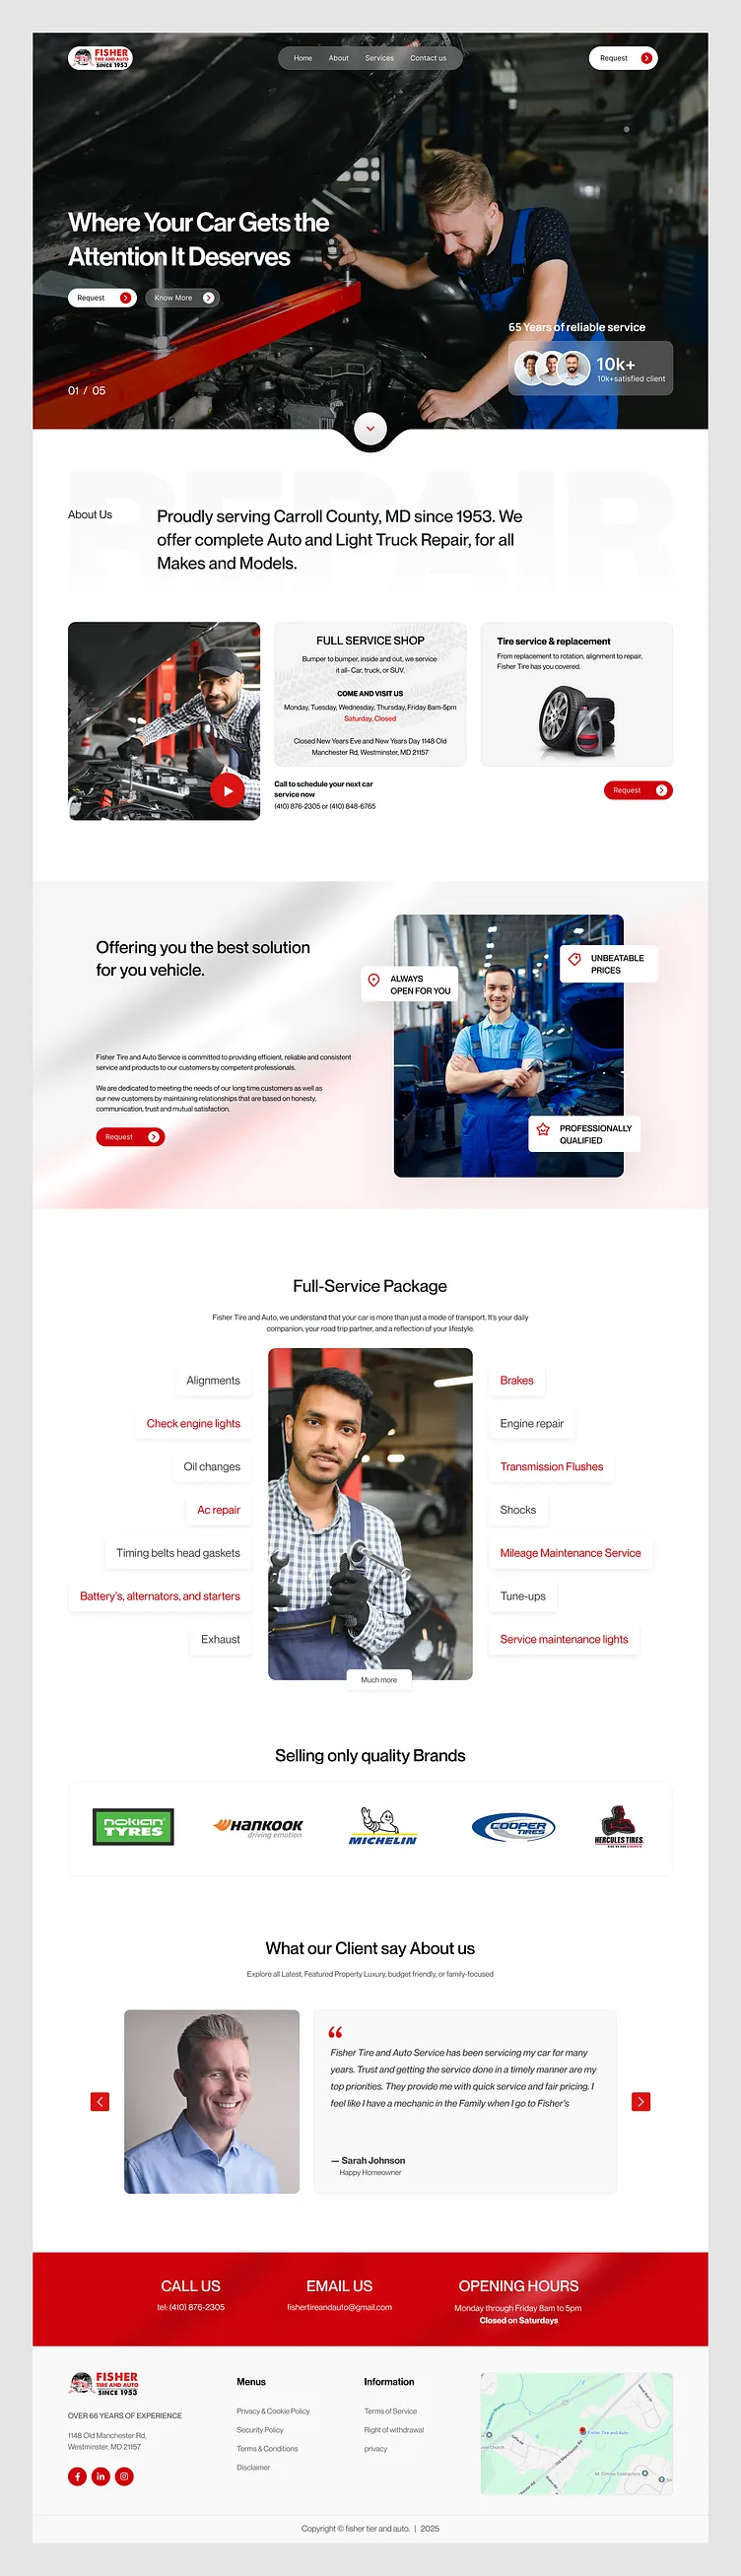 FISHER
TIRE AND AUTO
SINCE 1953
Home
About
Services
Contact us
Request
Where Your Car Gets the
Attention It Deserves
Request
Know More
65 Years of reliable service
10k+
10k+satisfied client
01 / 05
REPAIR
About Us
Proudly serving Carroll County, MD since 1953. We
offer complete Auto and Light Truck Repair, for all
Makes and Models.
FULL SERVICE SHOP
Bumper to bumper, inside and out, we service
it all- Car, truck, or SUV.
COME AND VISIT US
Monday, Tuesday, Wednesday, Thursday, Friday 8am-5pm
Saturday, Closed
Closed New Years Eve and New Years Day 1148 Old
Manchester Rd, Westminster, MD 21157
Call to schedule your next car
service now
(410) 876-2305 or (410) 848-6765
Tire service & replacement
From replacement to rotation, alignment to repair,
Fisher Tire has you covered.
Request
Offering you the best solution
for you vehicle.
Fisher Tire and Auto Service is committed to providing efficient, reliable and consistent
service and products to our customers by competent professionals.
We are dedicated to meeting the needs of our long time customers as well as
our new customers by maintaining relationships that are based on honesty,
communication, trust and mutual satisfaction.
Request
ALWAYS
OPEN FOR YOU
UNBEATABLE
PRICES
PROFESSIONALLY
QUALIFIED
Full-Service Package
Fisher Tire and Auto, we understand that your car is more than just a mode of transport. It's your daily
companion, your road trip partner, and a reflection of your lifestyle.
Alignments
Check engine lights
Oil changes
Ac repair
Timing belts head gaskets
Battery's, alternators, and starters
Exhaust
Brakes
Engine repair
Transmission Flushes
Shocks
Mileage Maintenance Service
Tune-ups
Service maintenance lights
Much more
Selling only quality Brands
nokian
TYRES
HANKOOK
driving emotion
MICHELIN
COOPER
TIRES
HERCULES TIRES
What our Client say About us
Explore all Latest, Featured Property Luxury, budget friendly, or family-focused
Fisher Tire and Auto Service has been servicing my car for many
years. Trust and getting the service done in a timely manner are my
top priorities. They provide me with quick service and fair pricing. I
feel like I have a mechanic in the Family when I go to Fisher's
— Sarah Johnson
Happy Homeowner
CALL US
tel: (410) 876-2305
EMAIL US
fishertireandauto@gmail.com
OPENING HOURS
Monday through Friday 8am to 5pm
Closed on Saturdays
FISHER
TIRE AND AUTO
SINCE 1953
OVER 66 YEARS OF EXPERIENCE
1148 Old Manchester Rd,
Westminster, MD 21157
Menus
Privacy & Cookie Policy
Security Policy
Terms & Conditions
Disclaimer
Information
Terms of Service
Right of withdrawal
privacy
Fisher Tire and Auto
Old Manchester Rd
Copyright © fisher tier and auto. | 2025